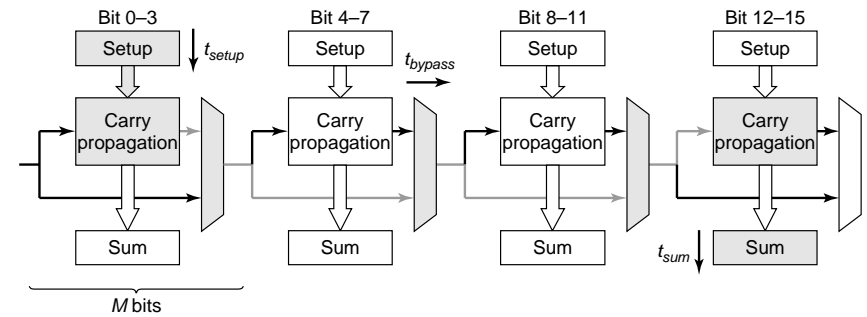 Bit 0–3 Bit 4–7 Bit 8–11 Bit 12–15
Setup t_setup Setup t_bypass Setup Setup
Carry propagation Carry propagation Carry propagation Carry propagation
Sum Sum Sum t_sum Sum
M bits